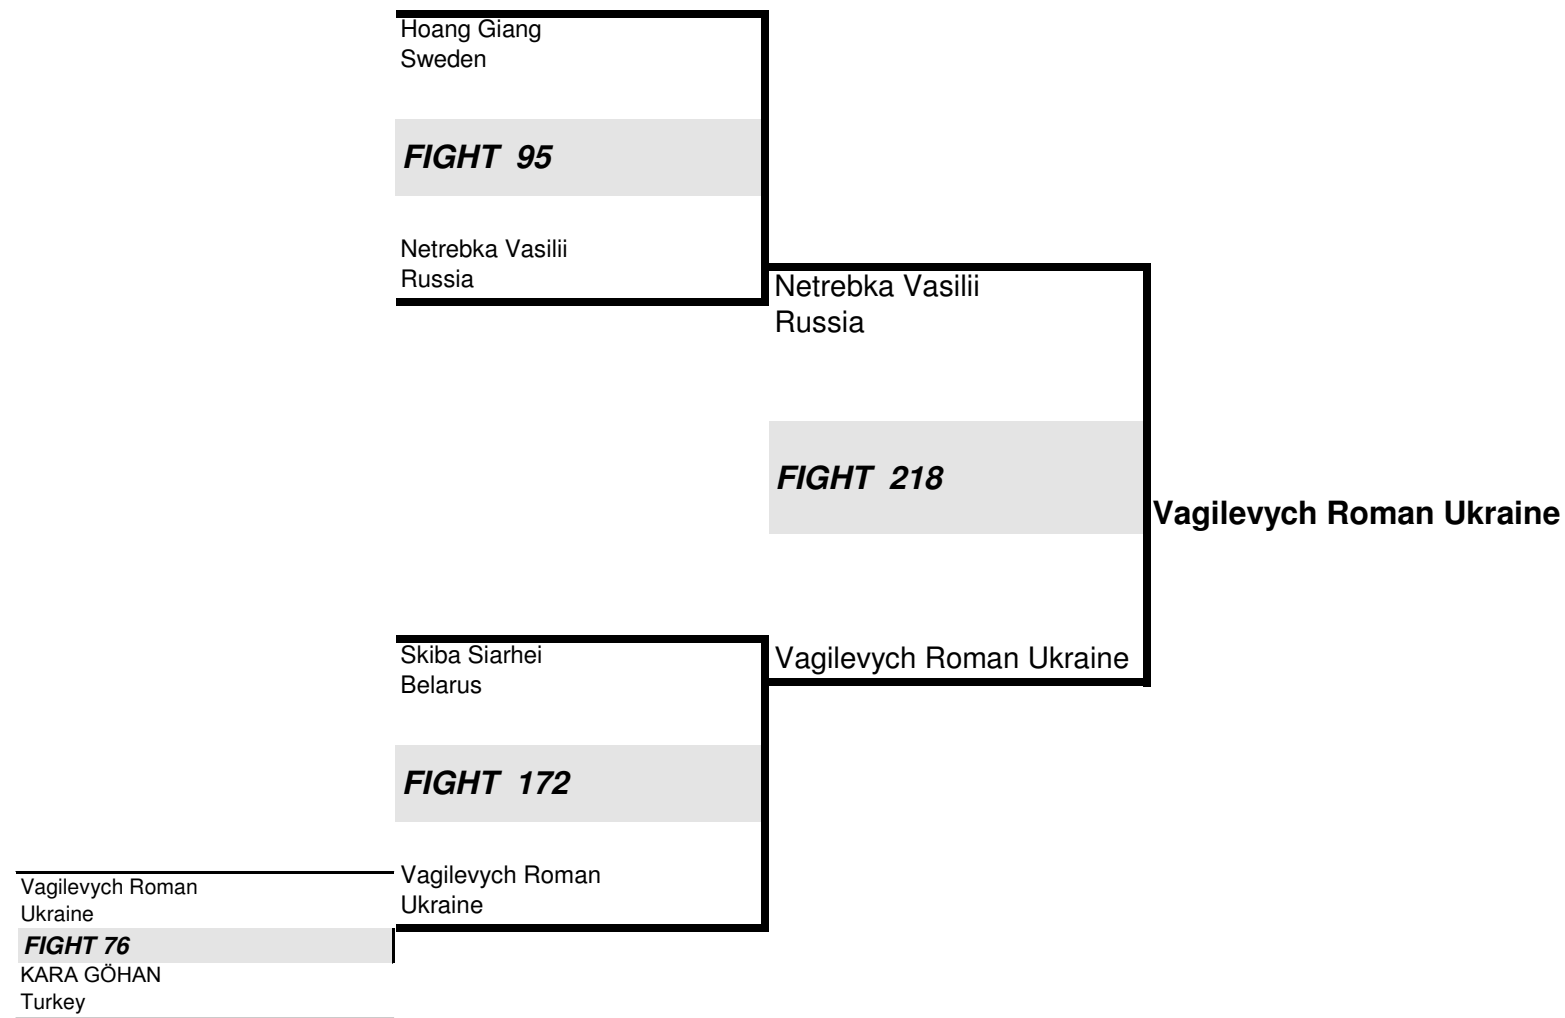 Hoang Giang
Sweden
FIGHT 95
Netrebka Vasilii
Russia
Netrebka Vasilii
Russia
FIGHT 218
Vagilevych Roman Ukraine
Skiba Siarhei
Belarus
Vagilevych Roman Ukraine
FIGHT 172
Vagilevych Roman
Ukraine
Vagilevych Roman
Ukraine
FIGHT 76
KARA GÖHAN
Turkey